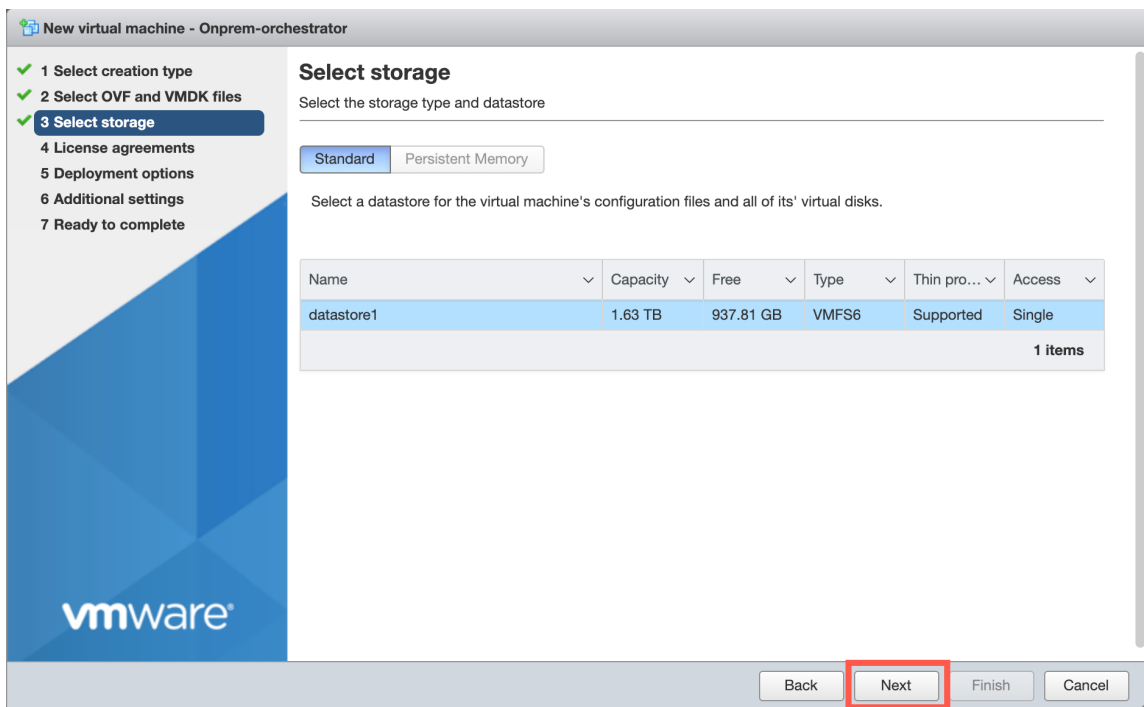 New virtual machine - Onprem-orchestrator
1 Select creation type
2 Select OVF and VMDK files
3 Select storage
4 License agreements
5 Deployment options
6 Additional settings
7 Ready to complete
vmware®
Select storage
Select the storage type and datastore
Standard Persistent Memory
Select a datastore for the virtual machine's configuration files and all of its' virtual disks.
Name Capacity Free Type Thin pro... Access
datastore1 1.63 TB 937.81 GB VMFS6 Supported Single
1 items
Back Next Finish Cancel